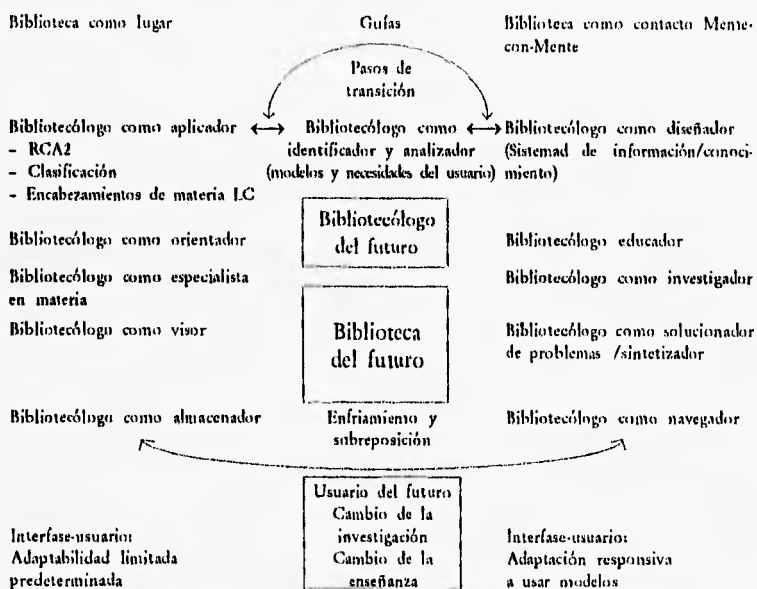 Biblioteca como lugar
Guías
Biblioteca como contacto Mente-
con-Mente
Pasos de
transición
Bibliotecólogo como aplicador
- RCA2
- Clasificación
- Encabezamientos de materia LC
Bibliotecólogo como
identificador y analizador
(modelos y necesidades del usuario)
Bibliotecólogo como diseñador
(Sistemad de información/conoci-
miento)
Bibliotecólogo
del futuro
Bibliotecólogo como orientador
Bibliotecólogo educador
Bibliotecólogo como especialista
en materia
Bibliotecólogo como investigador
Bibliotecólogo como visor
Biblioteca
del futuro
Bibliotecólogo como solucionador
de problemas /sintetizador
Bibliotecólogo como almacenador
Enfriamiento y
sobreposición
Bibliotecólogo como navegador
Usuario del futuro
Cambio de la
investigación
Cambio de la
enseñanza
Interfase-usuario:
Adaptabilidad limitada
predeterminada
Interfase-usuario:
Adaptación responsiva
a usar modelos